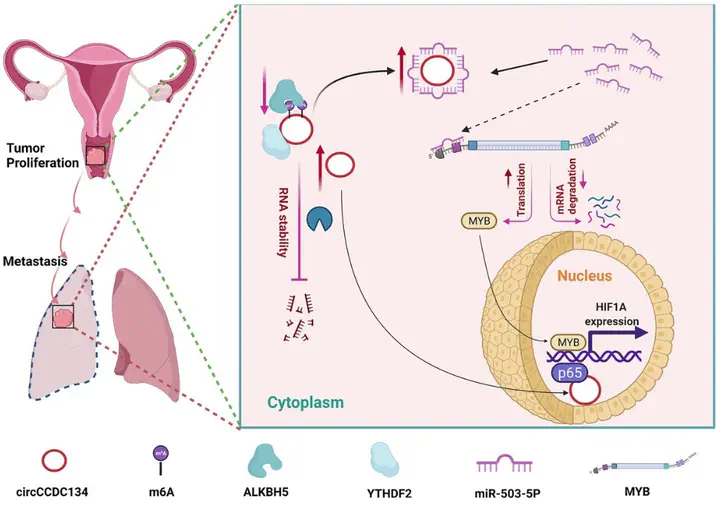 Tumor
Proliferation
Metastasis
RNA stability
5'
AAAA
Translation
mRNA
degradation
MYB
Nucleus
HIF1A
expression
MYB
p65
Cytoplasm
m⁶A
circCCDC134
m6A
ALKBH5
YTHDF2
miR-503-5P
MYB